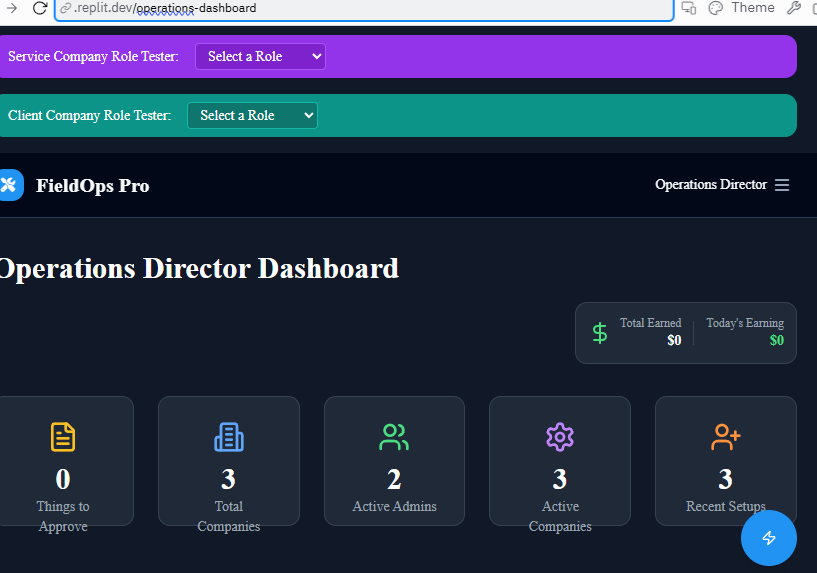 .replit.dev/operations-dashboard
Theme
Service Company Role Tester: Select a Role
Client Company Role Tester: Select a Role
FieldOps Pro
Operations Director
Operations Director Dashboard
Total Earned Today's Earning
$0 $0
0 3 2 3 3
Things to Approve
Total Companies
Active Admins
Active Companies
Recent Setups